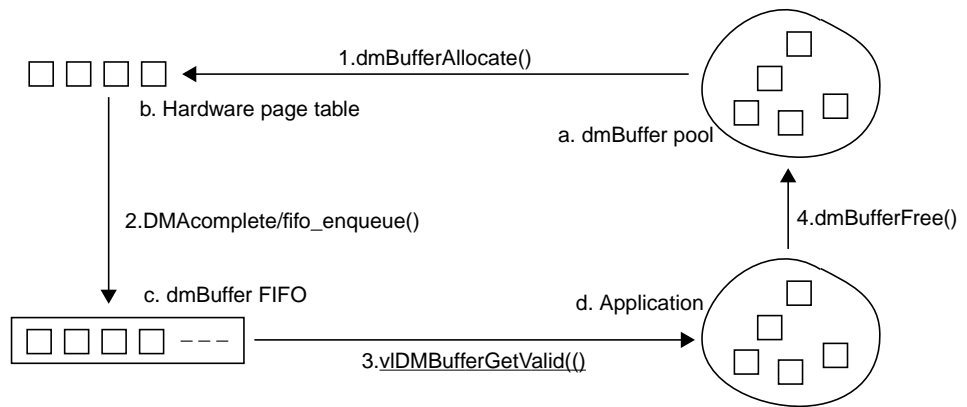 1.dmBufferAllocate()
b. Hardware page table
a. dmBuffer pool
2.DMAcomplete/fifo_enqueue()
4.dmBufferFree()
c. dmBuffer FIFO
d. Application
3.vlDMBufferGetValid(()